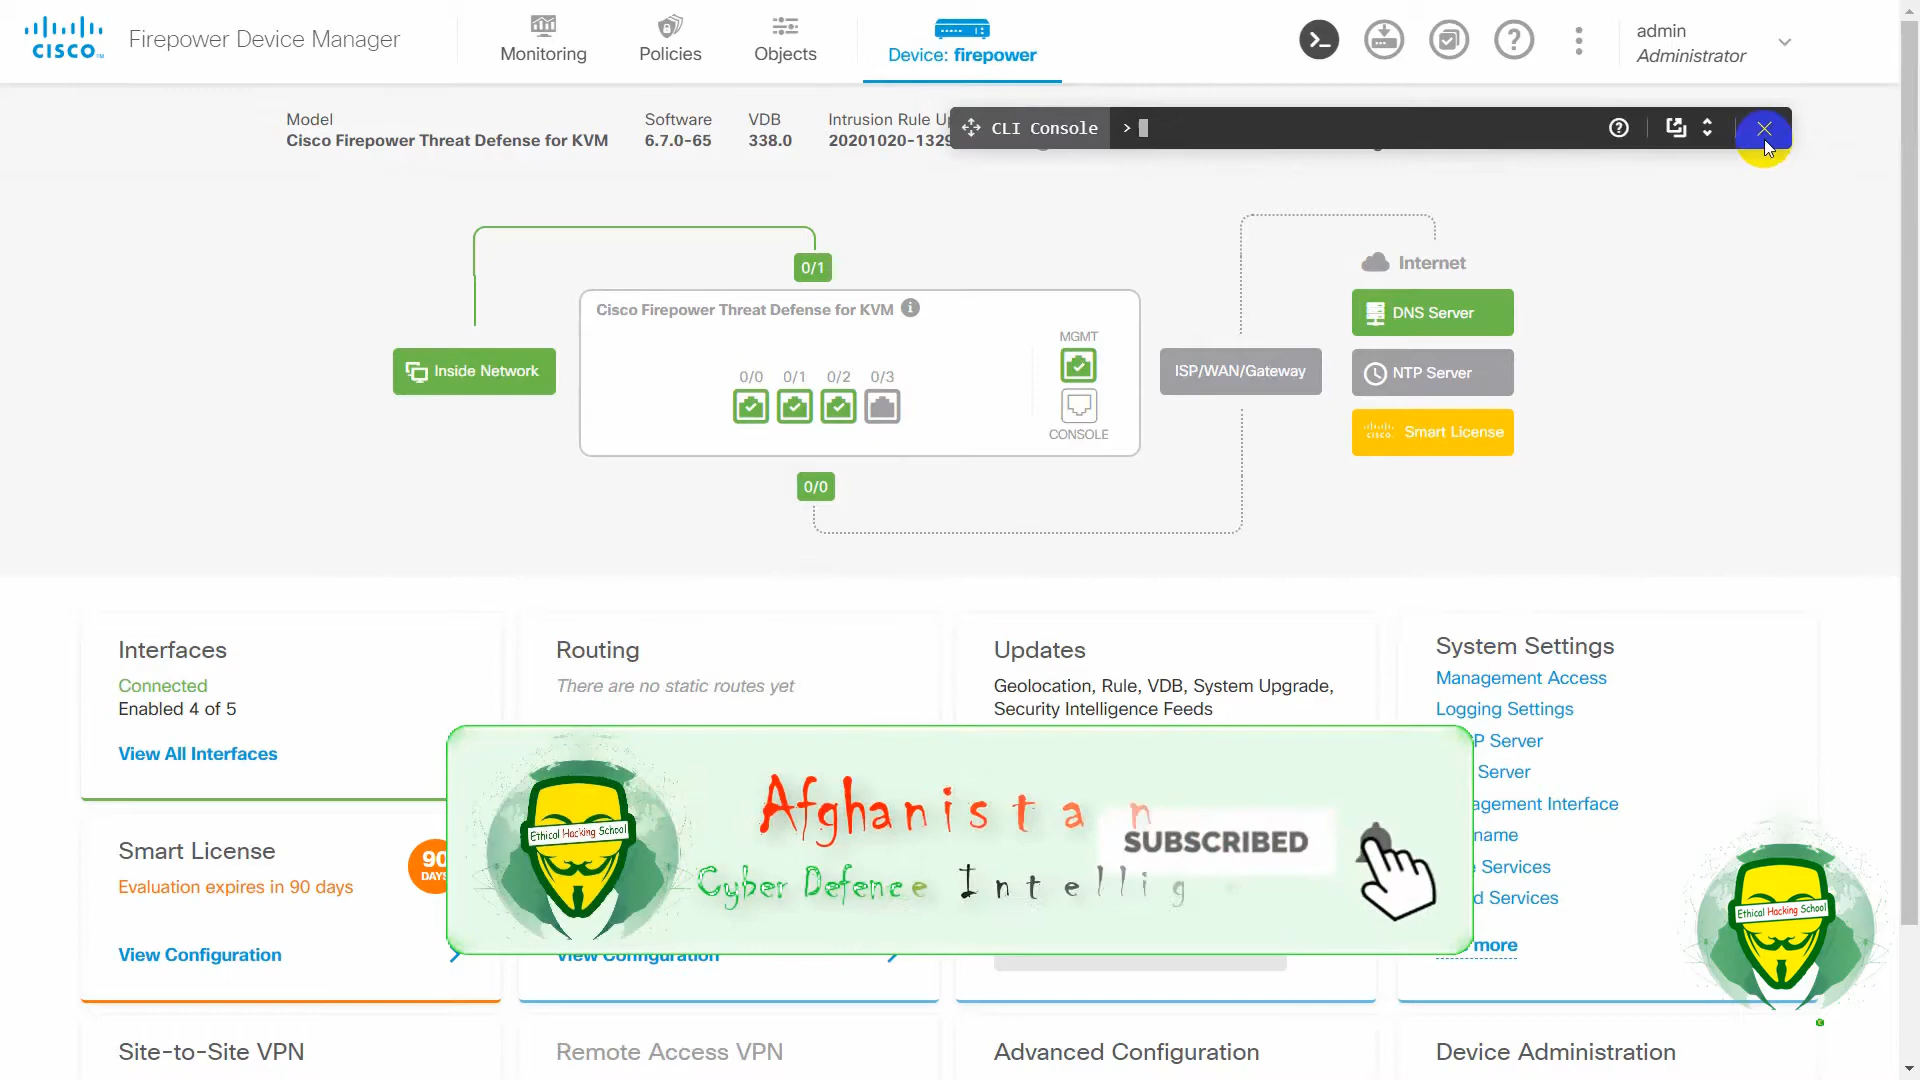 CISCO
Firepower Device Manager
Monitoring
Policies
Objects
Device: firepower
admin
Administrator
Model
Cisco Firepower Threat Defense for KVM
Software
6.7.0-65
VDB
338.0
Intrusion Rule Up
20201020-1329
CLI Console
>
0/1
Cisco Firepower Threat Defense for KVM
MGMT
0/0 0/1 0/2 0/3
CONSOLE
Inside Network
ISP/WAN/Gateway
Internet
DNS Server
NTP Server
Smart License
0/0
Interfaces
Connected
Enabled 4 of 5
View All Interfaces
Routing
There are no static routes yet
Updates
Geolocation, Rule, VDB, System Upgrade,
Security Intelligence Feeds
System Settings
Management Access
Logging Settings
P Server
Server
agement Interface
name
Services
d Services
more
Smart License
Evaluation expires in 90 days
90
DAYS
View Configuration
View Configuration
Ethical Hacking School
Afghanistan
Cyber Defence Intellig
SUBSCRIBED
Ethical Hacking School
Site-to-Site VPN
Remote Access VPN
Advanced Configuration
Device Administration